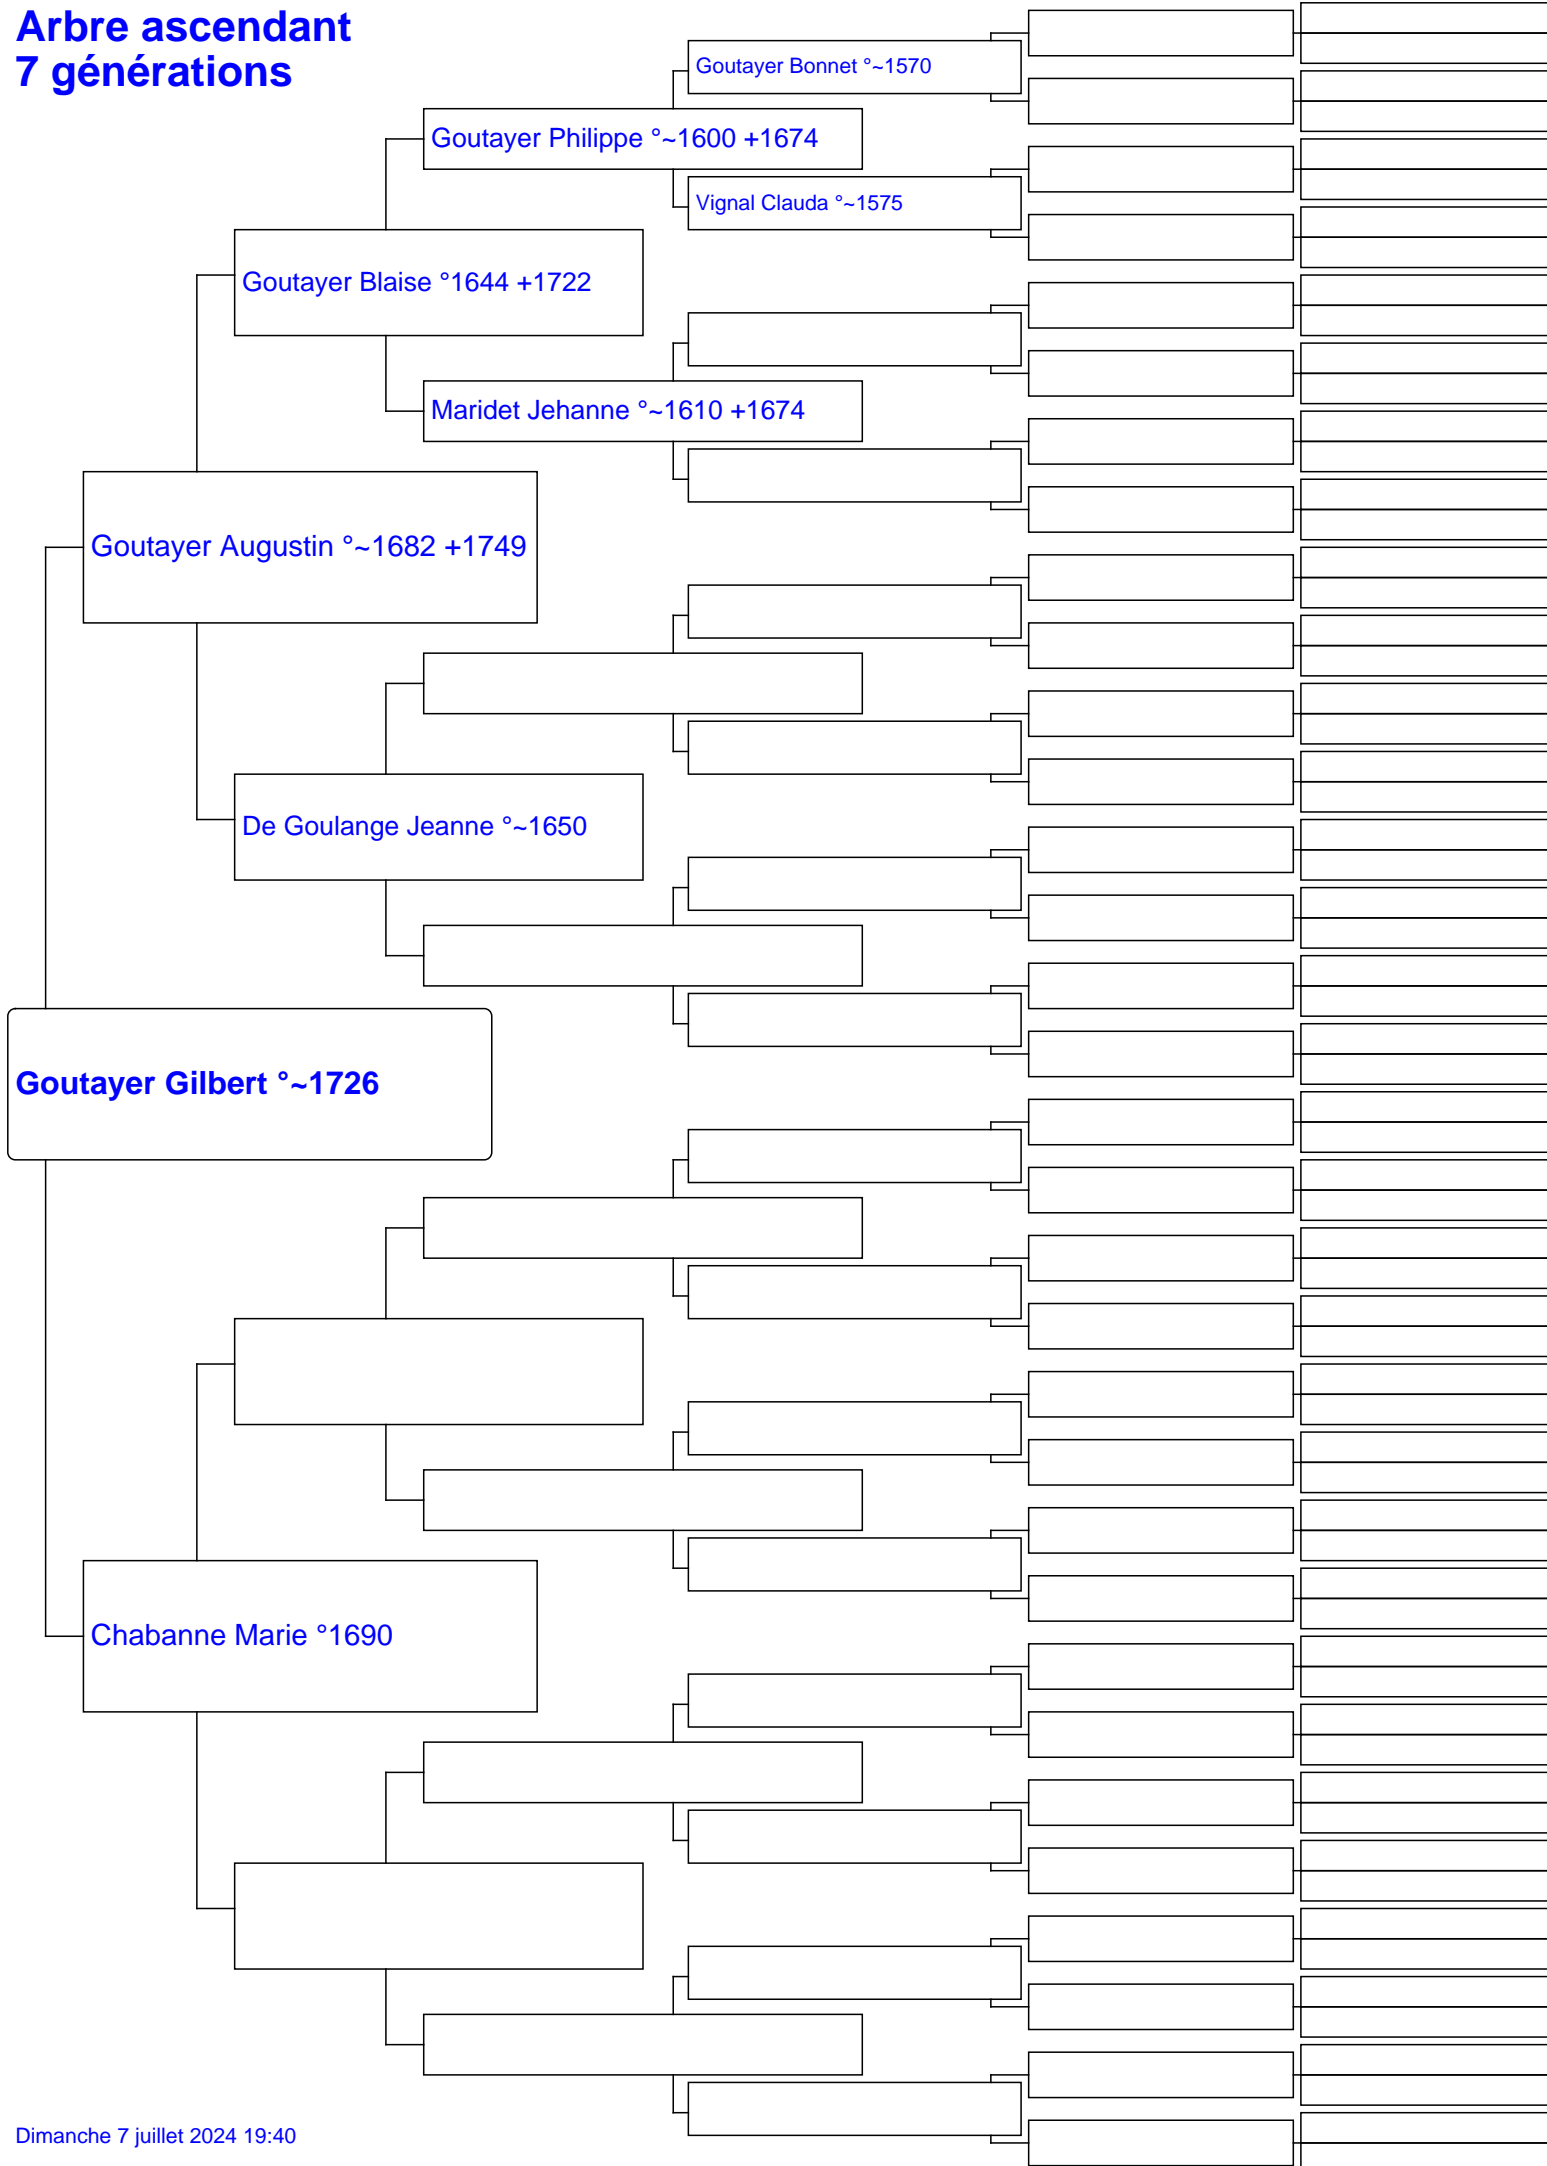 Arbre ascendant
7 générations
Goutayer Bonnet °~1570
Goutayer Philippe °~1600 +1674
Vignal Clauda °~1575
Goutayer Blaise °1644 +1722
Maridet Jehanne °~1610 +1674
Goutayer Augustin °~1682 +1749
De Goulange Jeanne °~1650
Goutayer Gilbert °~1726
Chabanne Marie °1690
Dimanche 7 juillet 2024 19:40